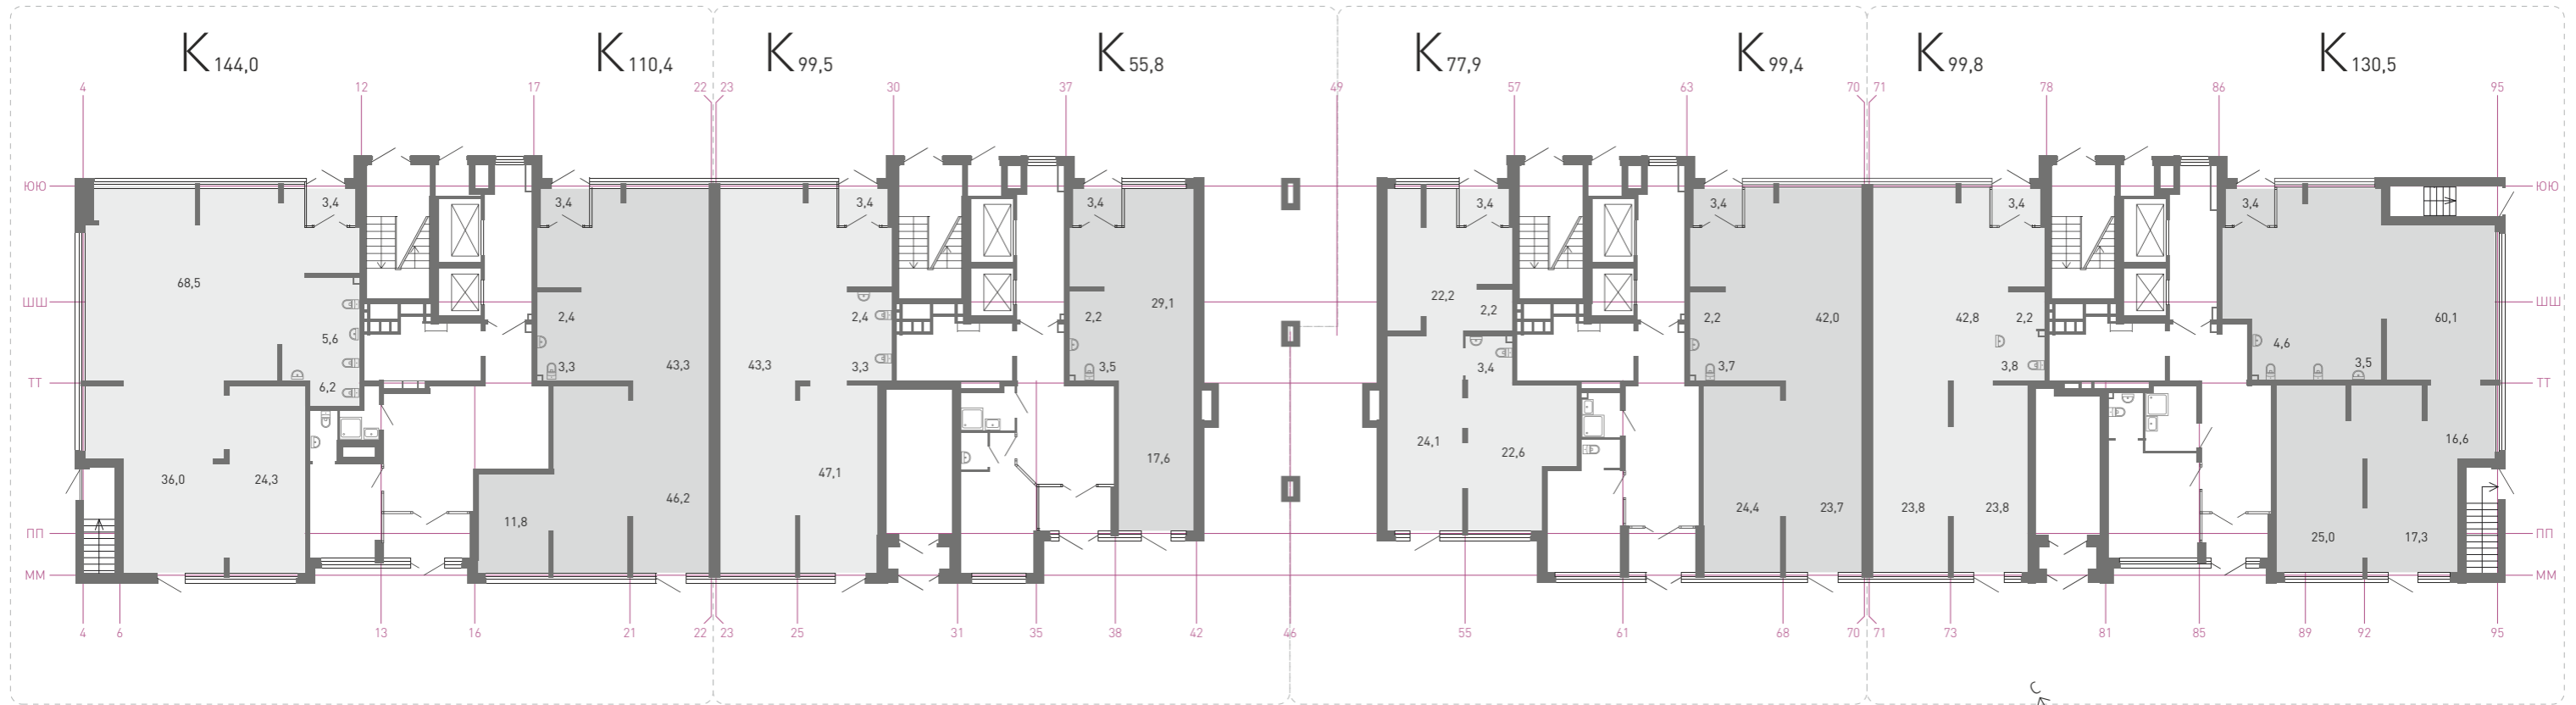 К 144,0 К 110,4 К 99,5 К 55,8 К 77,9 К 99,4 К 99,8 К 130,5
4 12 17 22 23 30 37 49 57 63 70 71 78 86 95
ЮЮ ЮЮ
3,4 3,4 3,4 3,4 3,4 3,4 3,4 3,4
68,5
ШШ 22,2 29,1 ШШ
2,4 2,4 2,2 2,2 2,2 42,0 42,8 2,2 60,1
5,6 4,6
6,2 3,3 43,3 43,3 3,3 3,5 3,4 3,7 3,8 3,5
ТТ ТТ
24,1 16,6
36,0 24,3 47,1 17,6 22,6
46,2
11,8 24,4 23,7 23,8 23,8
ПП 25,0 17,3 ПП
ММ ММ
4 6 13 16 21 22 23 25 31 35 38 42 46 55 61 68 70 71 73 81 85 89 92 95
С